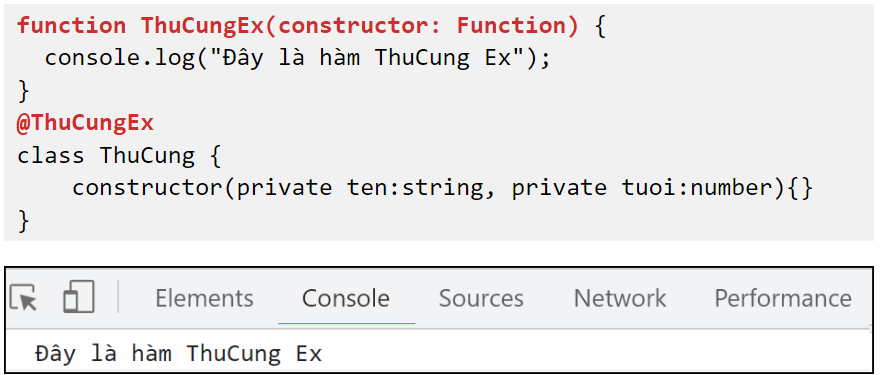 function ThuCungEx(constructor: Function) {
  console.log("Đây là hàm ThuCung Ex");
}
@ThuCungEx
class ThuCung {
    constructor(private ten:string, private tuoi:number){}
}
Elements Console Sources Network Performance
Đây là hàm ThuCung Ex